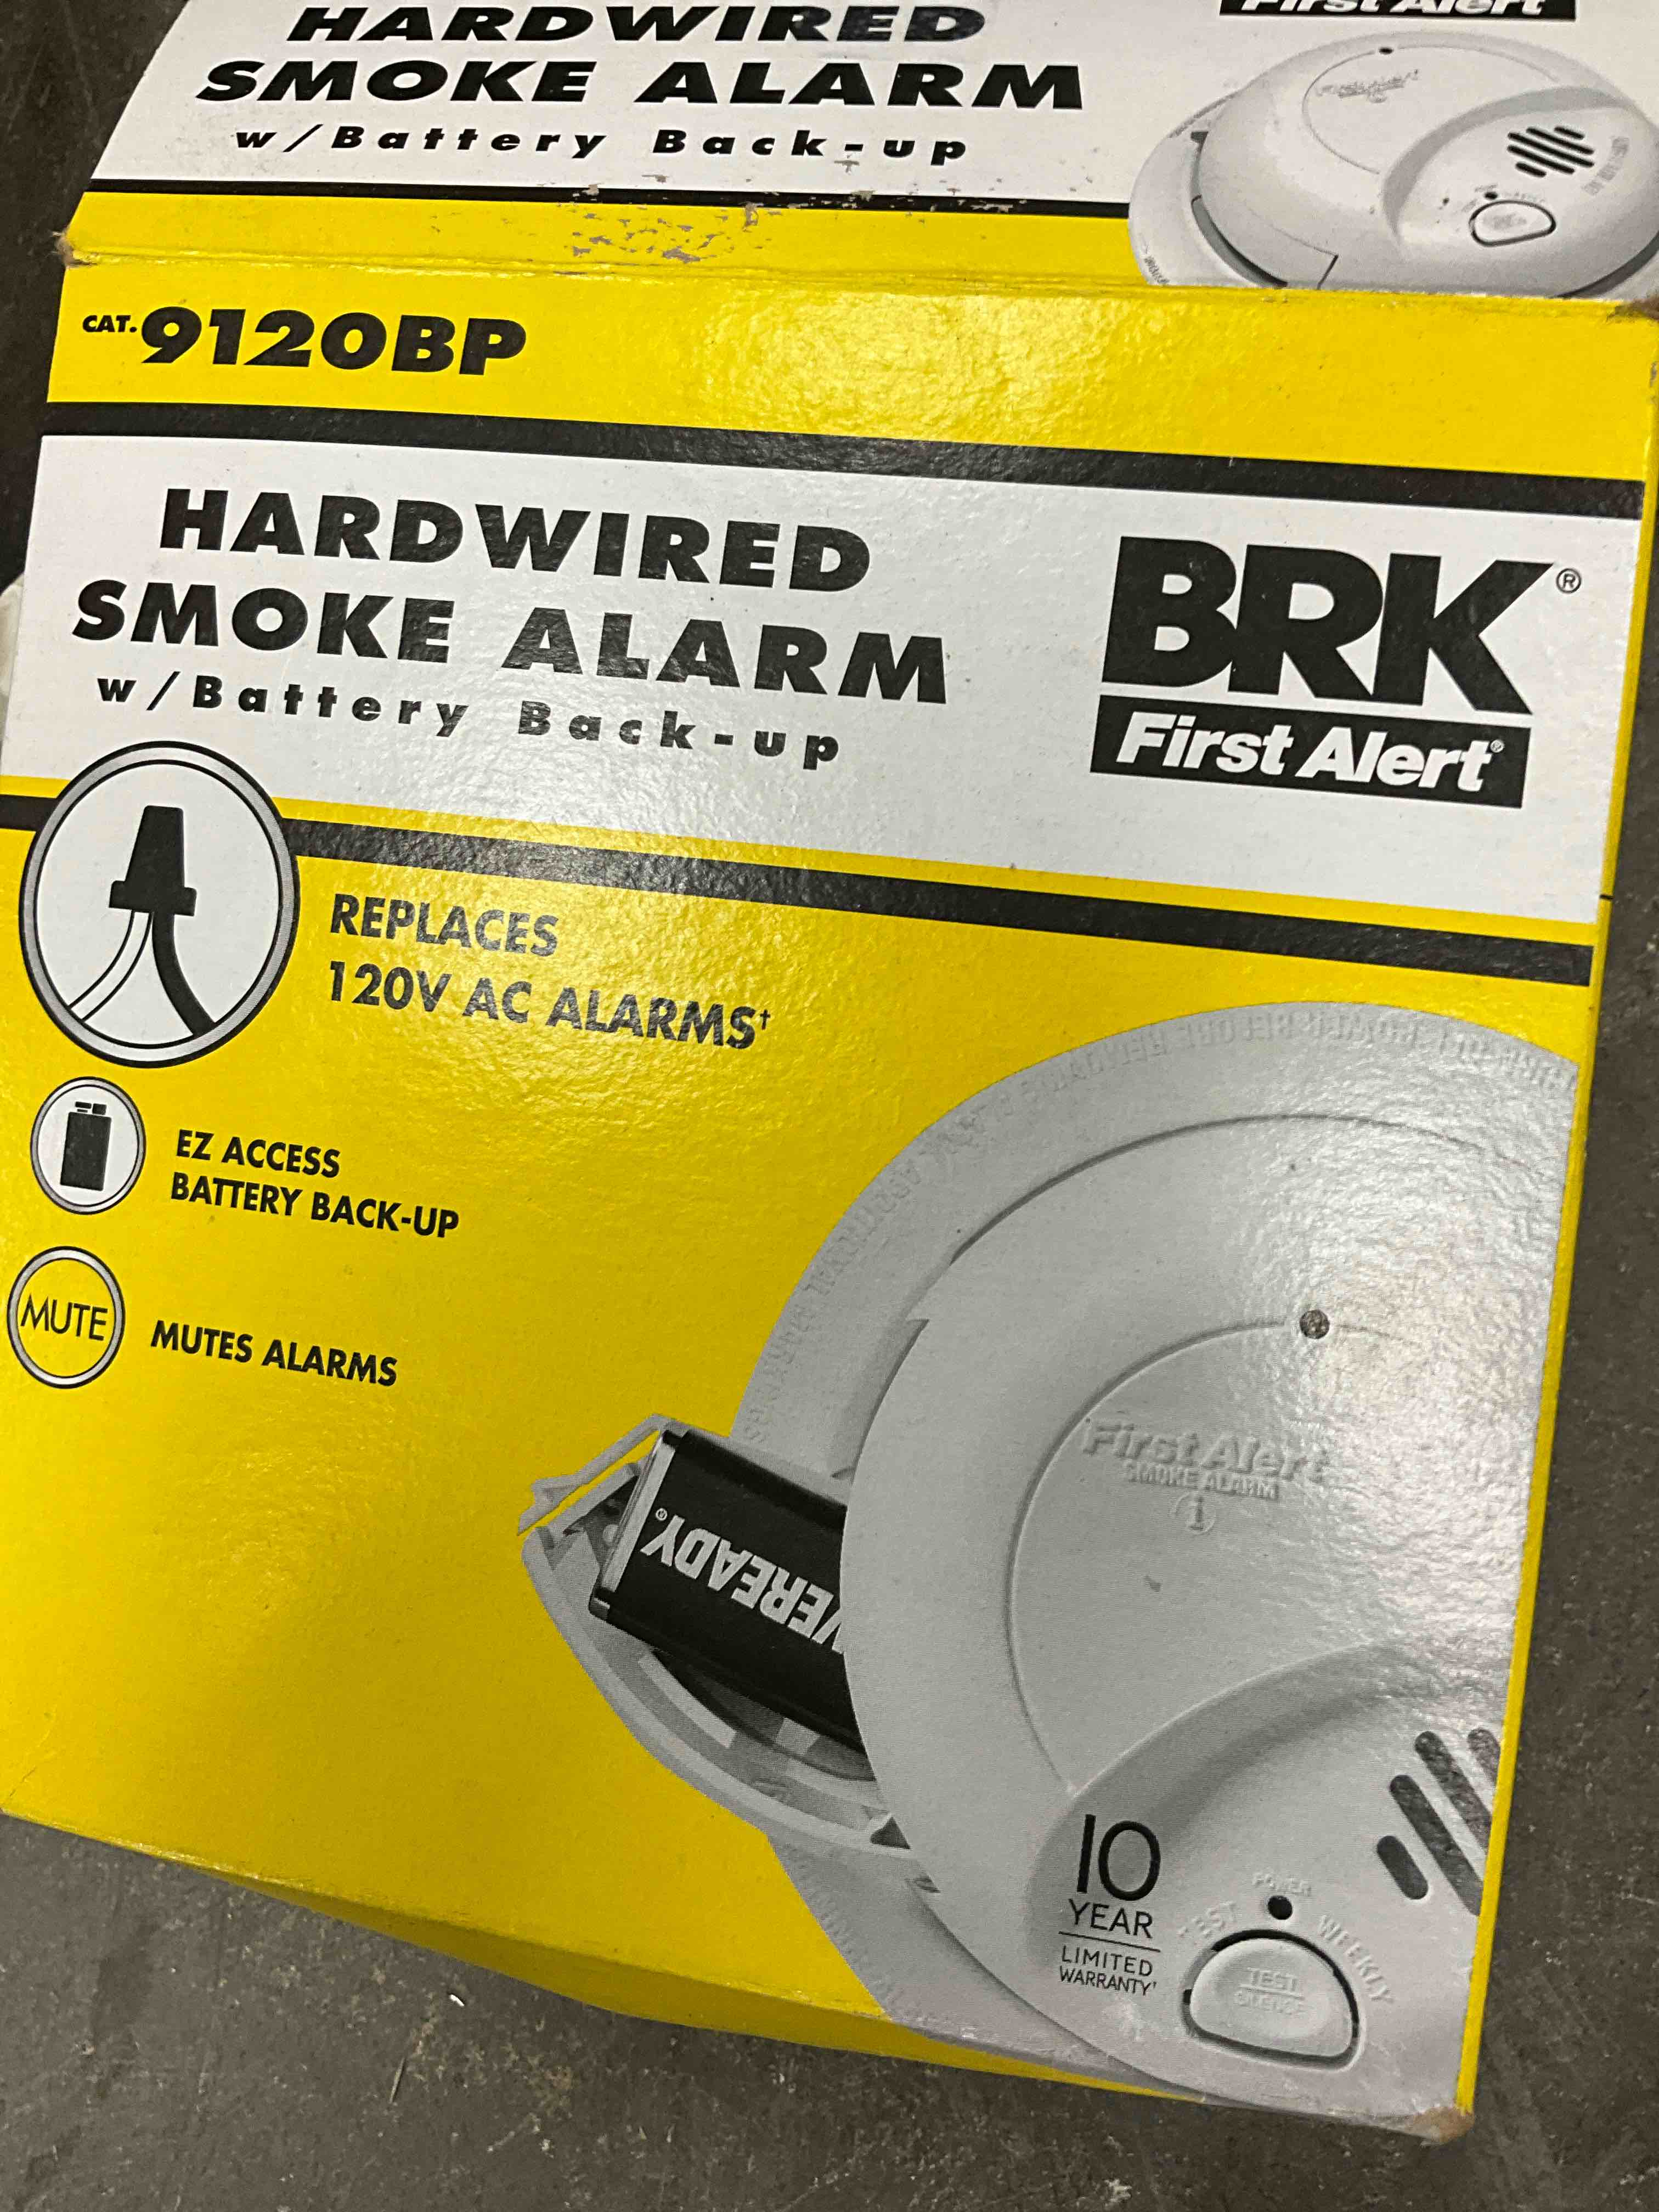 HARDWIRED
SMOKE ALARM
w/Battery Back-up
First Alert
CAT. 9120BP
HARDWIRED
SMOKE ALARM
w/Battery Back-up
BRK®
First Alert®
REPLACES
120V AC ALARMS†
EZ ACCESS
BATTERY BACK-UP
MUTE
MUTES ALARMS
First Alert
SMOKE ALARM
i
VEREADY®
10
YEAR
LIMITED
WARRANTY†
POWER
TEST WEEKLY
TEST
SILENCE